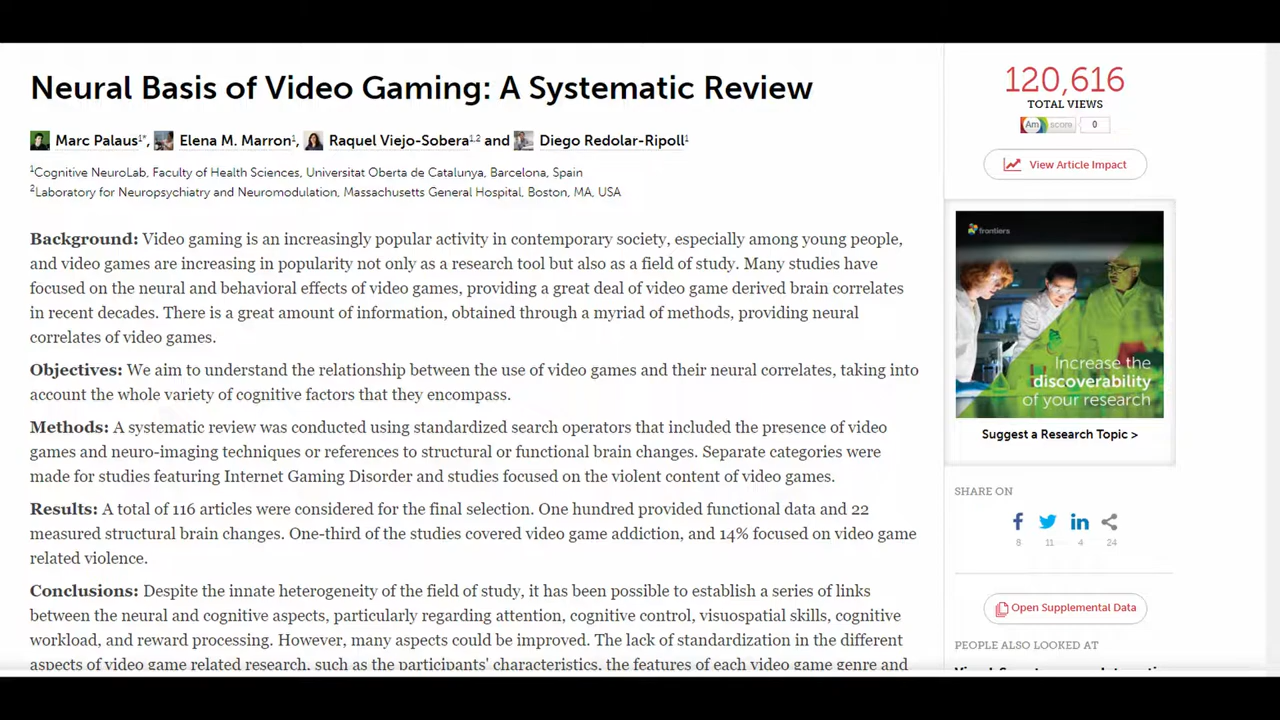 Neural Basis of Video Gaming: A Systematic Review
Marc Palaus1*, Elena M. Marron1, Raquel Viejo-Sobera1,2 and Diego Redolar-Ripoll1
1Cognitive NeuroLab, Faculty of Health Sciences, Universitat Oberta de Catalunya, Barcelona, Spain
2Laboratory for Neuropsychiatry and Neuromodulation, Massachusetts General Hospital, Boston, MA, USA
Background: Video gaming is an increasingly popular activity in contemporary society, especially among young people,
and video games are increasing in popularity not only as a research tool but also as a field of study. Many studies have
focused on the neural and behavioral effects of video games, providing a great deal of video game derived brain correlates
in recent decades. There is a great amount of information, obtained through a myriad of methods, providing neural
correlates of video games.
Objectives: We aim to understand the relationship between the use of video games and their neural correlates, taking into
account the whole variety of cognitive factors that they encompass.
Methods: A systematic review was conducted using standardized search operators that included the presence of video
games and neuro-imaging techniques or references to structural or functional brain changes. Separate categories were
made for studies featuring Internet Gaming Disorder and studies focused on the violent content of video games.
Results: A total of 116 articles were considered for the final selection. One hundred provided functional data and 22
measured structural brain changes. One-third of the studies covered video game addiction, and 14% focused on video game
related violence.
Conclusions: Despite the innate heterogeneity of the field of study, it has been possible to establish a series of links
between the neural and cognitive aspects, particularly regarding attention, cognitive control, visuospatial skills, cognitive
workload, and reward processing. However, many aspects could be improved. The lack of standardization in the different
aspects of video game related research, such as the participants' characteristics, the features of each video game genre and
120,616
TOTAL VIEWS
Am score 0
View Article Impact
frontiers
Increase the
discoverability
of your research
Suggest a Research Topic >
SHARE ON
8 11 4 24
Open Supplemental Data
PEOPLE ALSO LOOKED AT